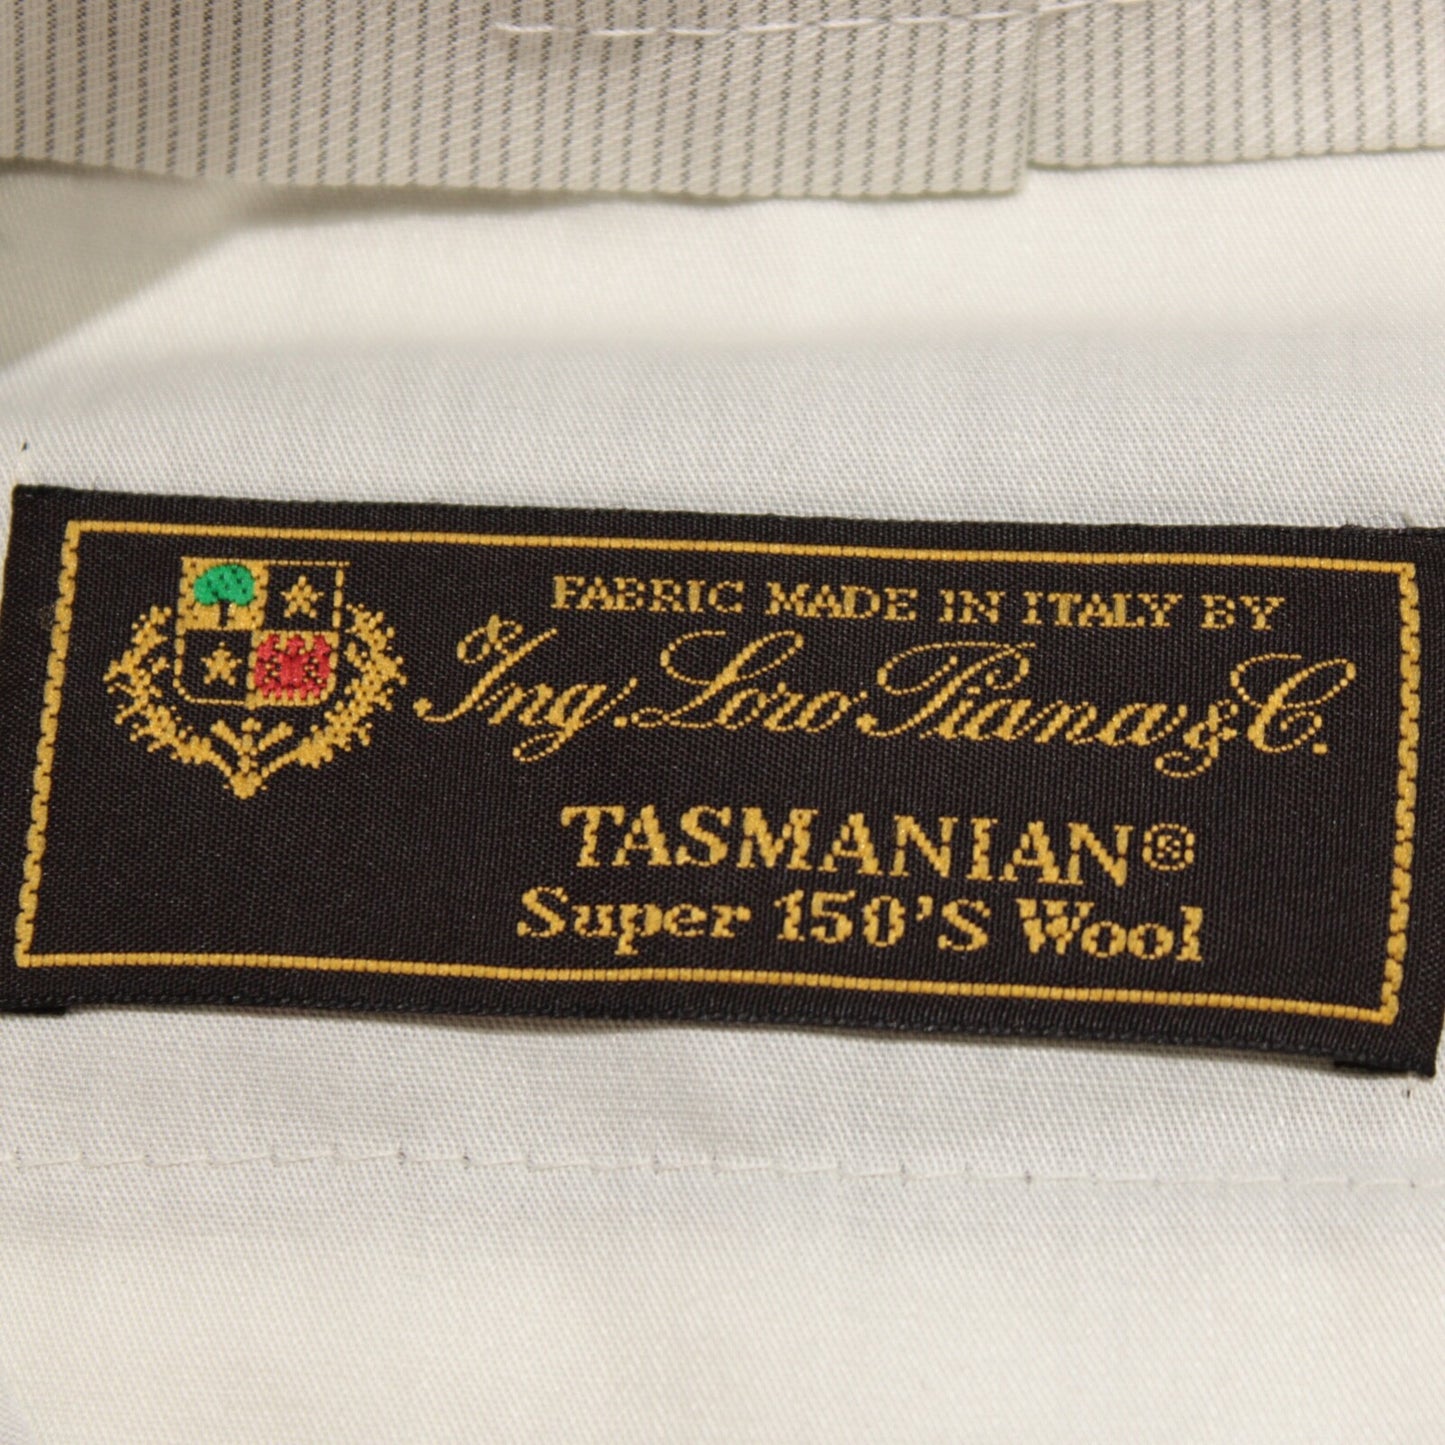 FABRIC MADE IN ITALY BY
Ing. Loro Piana & C.
TASMANIAN®
Super 150'S Wool